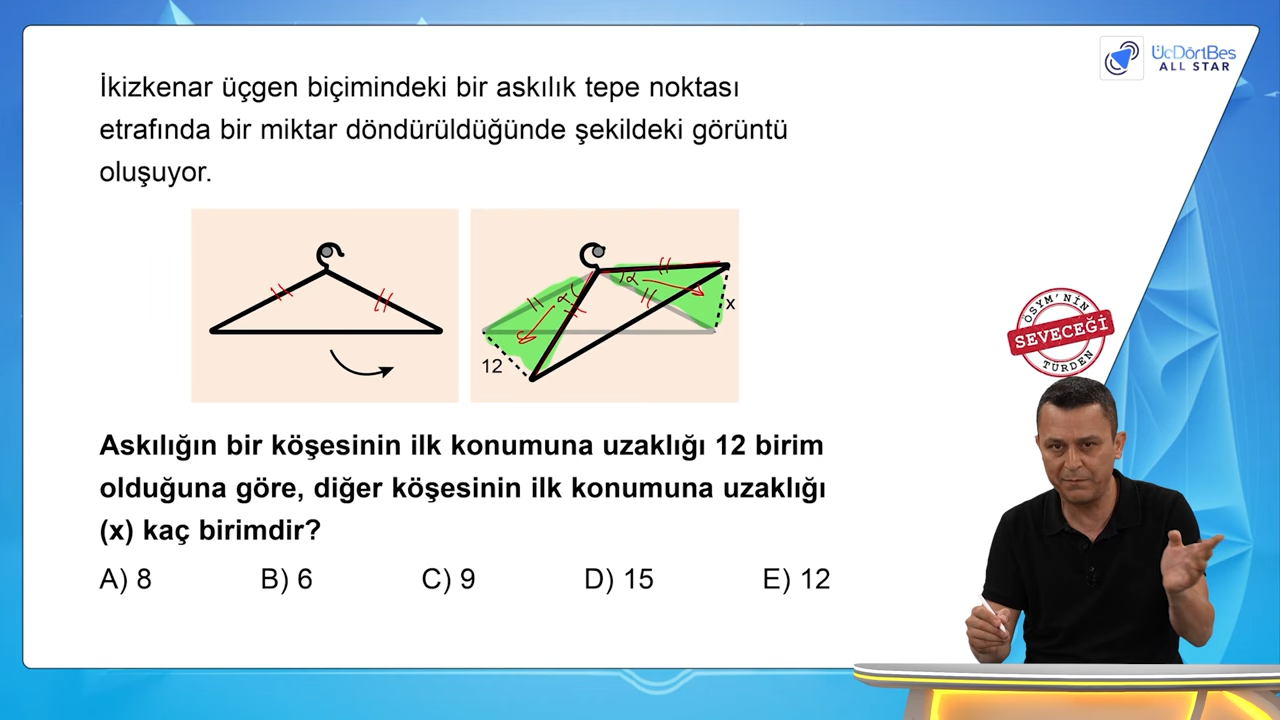 ÜçDörtBeş
ALL STAR
İkizkenar üçgen biçimindeki bir askılık tepe noktası
etrafında bir miktar döndürüldüğünde şekildeki görüntü
oluşuyor.
α
α
x
12
ÖSYM'NİN
SEVECEĞİ
TÜRDEN
Askılığın bir köşesinin ilk konumuna uzaklığı 12 birim
olduğuna göre, diğer köşesinin ilk konumuna uzaklığı
(x) kaç birimdir?
A) 8 B) 6 C) 9 D) 15 E) 12